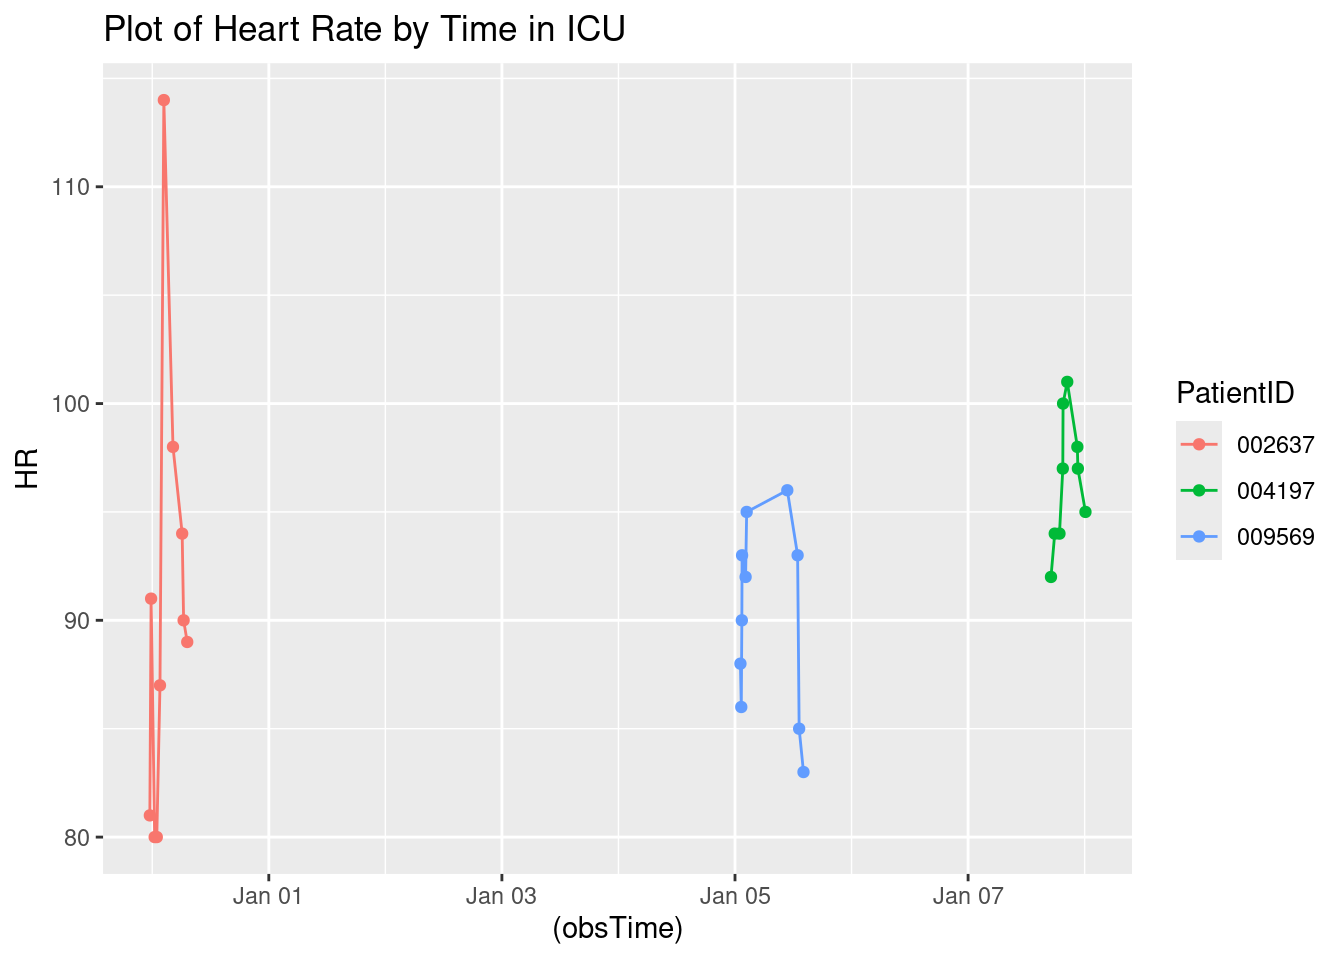 Plot of Heart Rate by Time in ICU
HR
110
100
90
80
Jan 01
Jan 03
Jan 05
Jan 07
(obsTime)
PatientID
002637
004197
009569